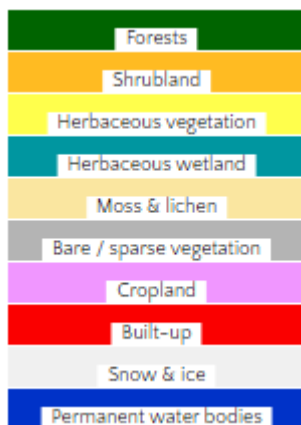 Forests
Shrubland
Herbaceous vegetation
Herbaceous wetland
Moss & lichen
Bare / sparse vegetation
Cropland
Built-up
Snow & ice
Permanent water bodies